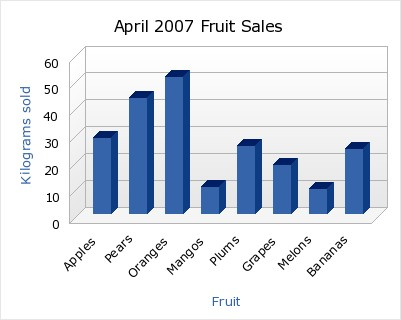 April 2007 Fruit Sales
Kilograms sold
60
50
40
30
20
10
0
Apples
Pears
Oranges
Mangos
Plums
Grapes
Melons
Bananas
Fruit